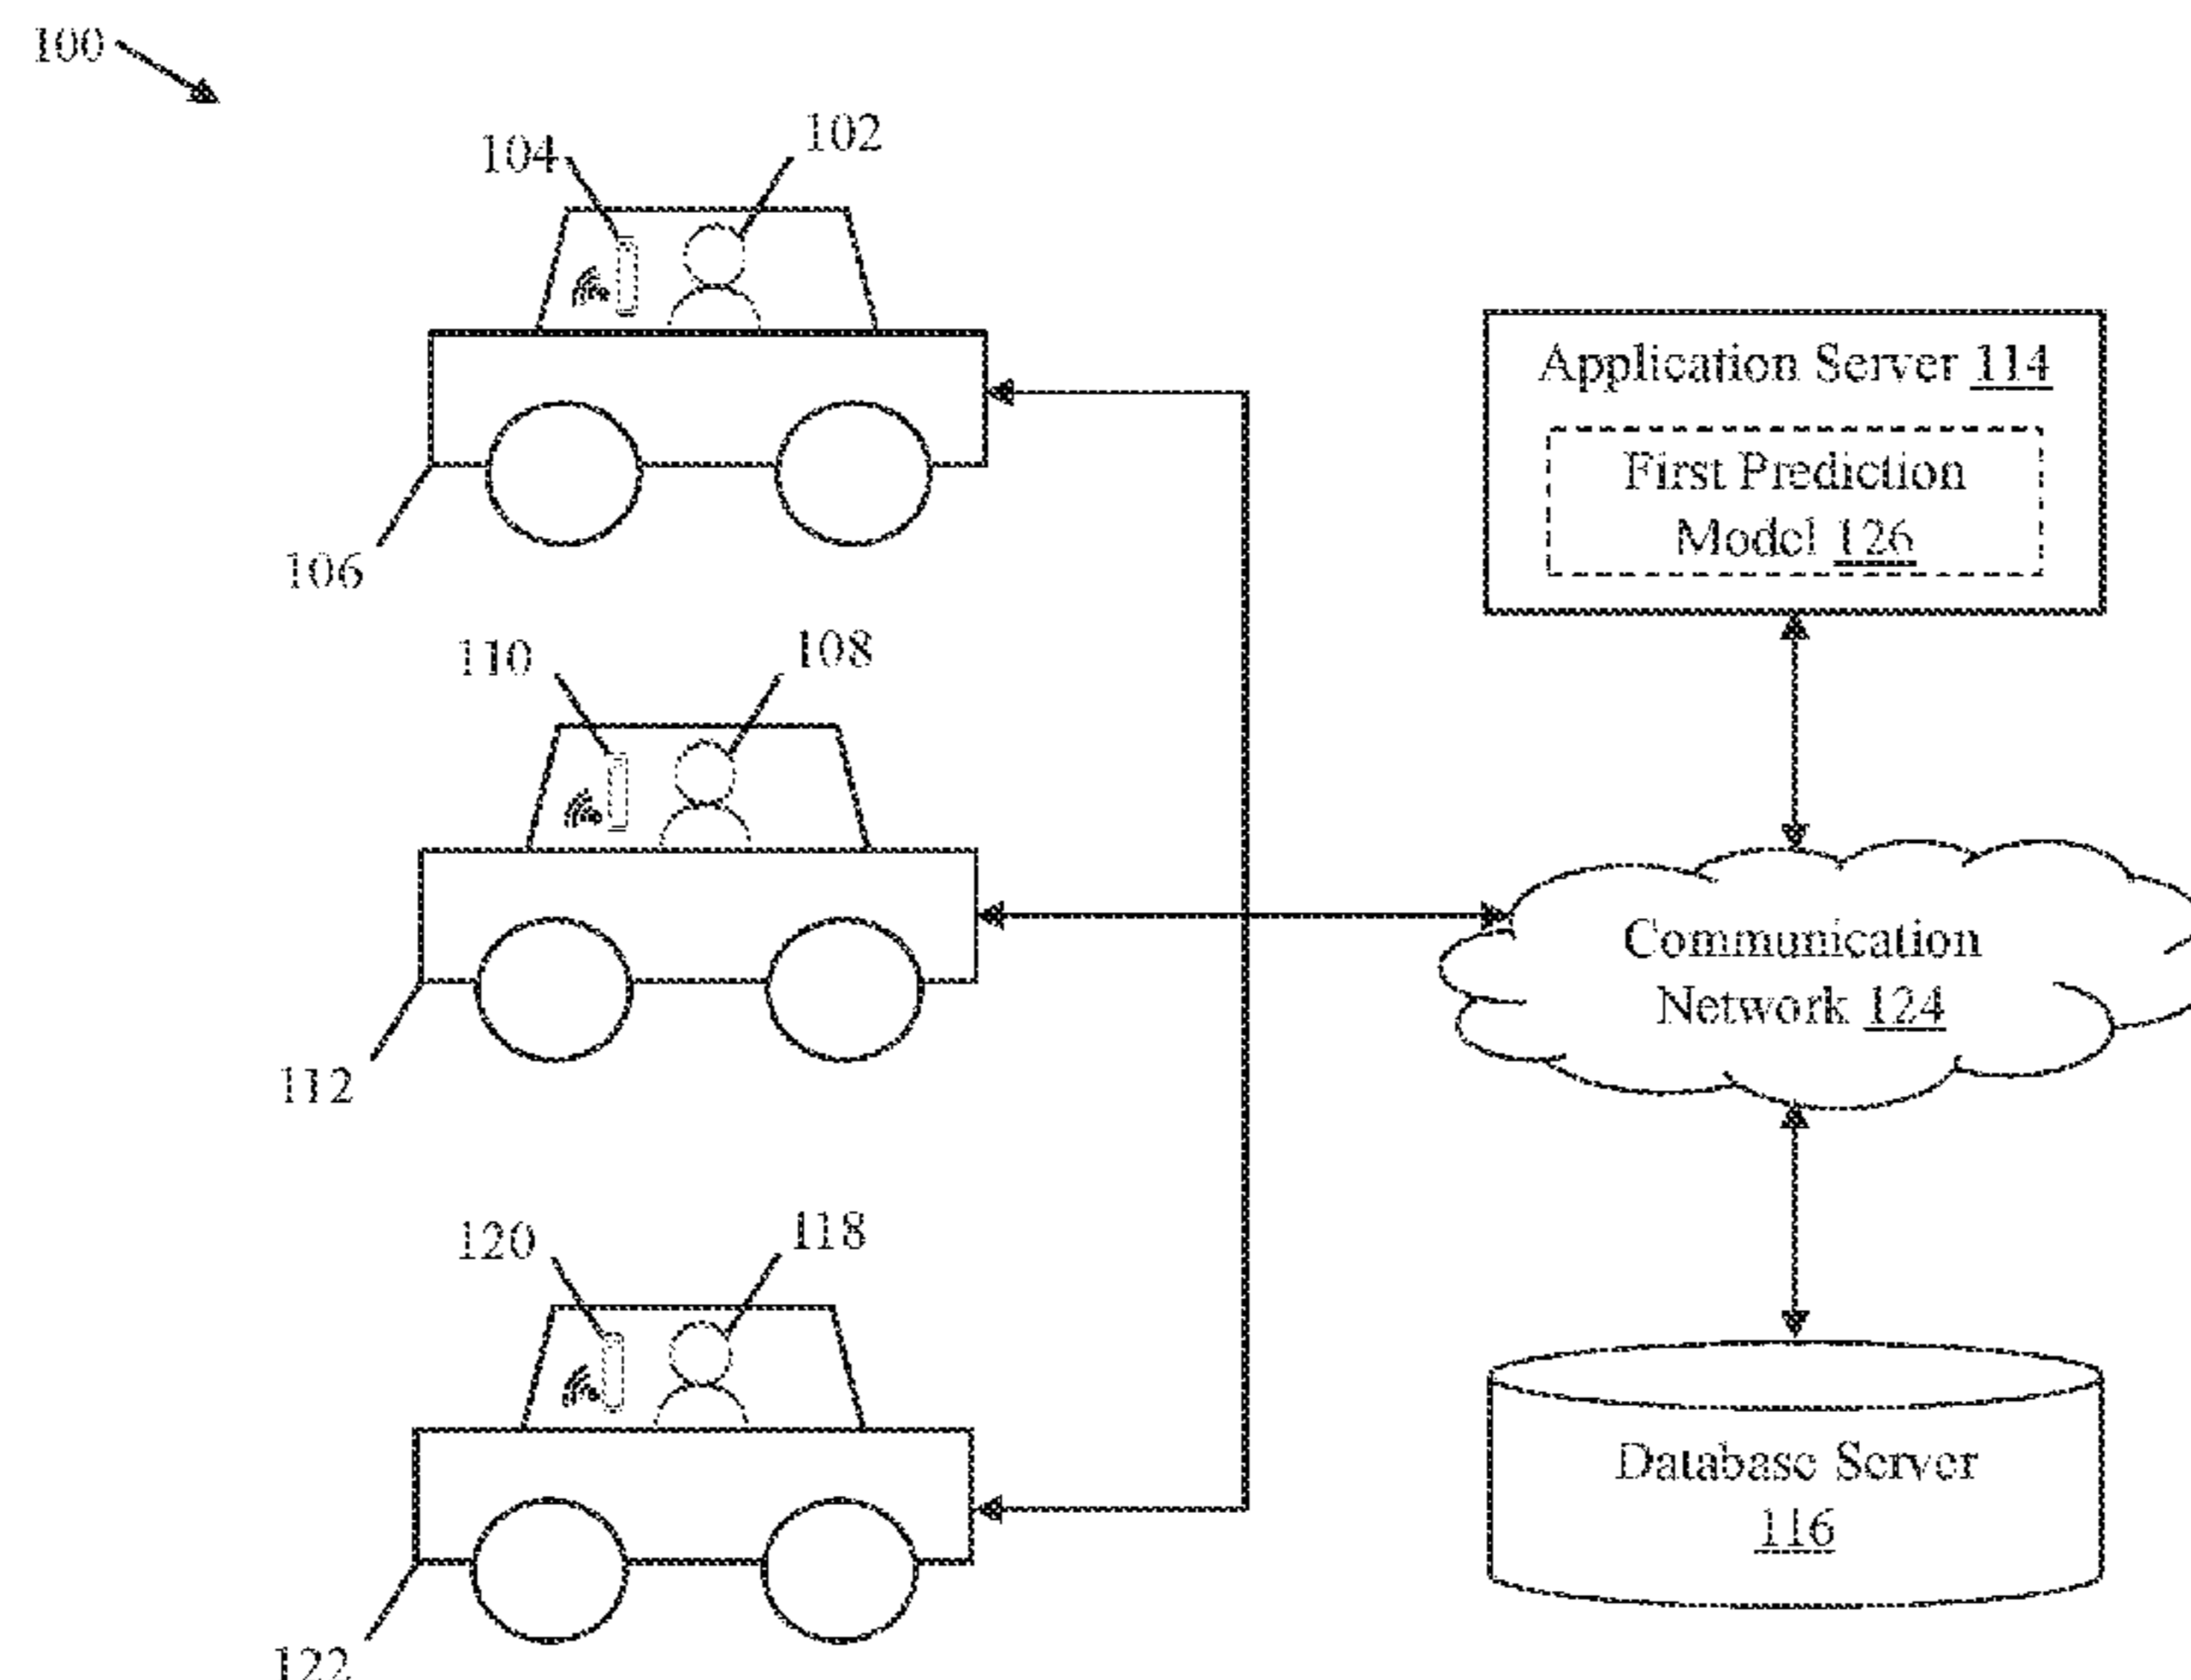 100
104
102
106
Application Server 114
First Prediction
Model 126
110
108
112
Communication
Network 124
120
118
122
Database Server
116